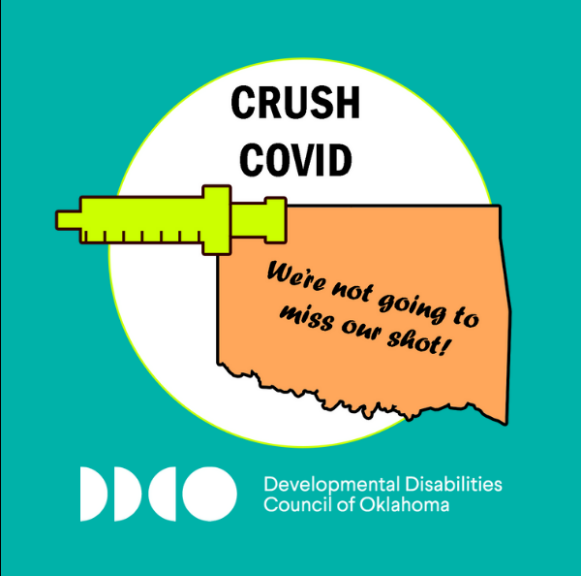 CRUSH
COVID
We're not going to
miss our shot!
DDCO
Developmental Disabilities
Council of Oklahoma